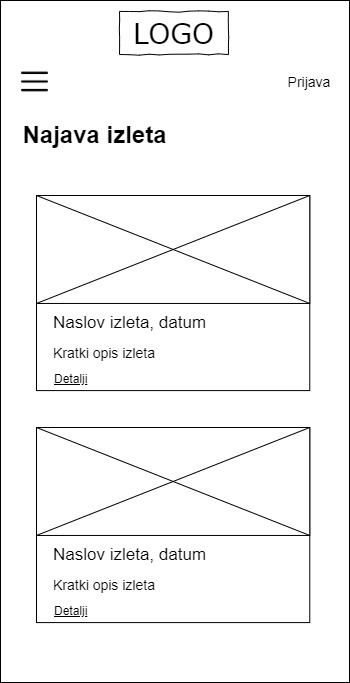 LOGO
Prijava
Najava izleta
Naslov izleta, datum
Kratki opis izleta
Detalji
Naslov izleta, datum
Kratki opis izleta
Detalji